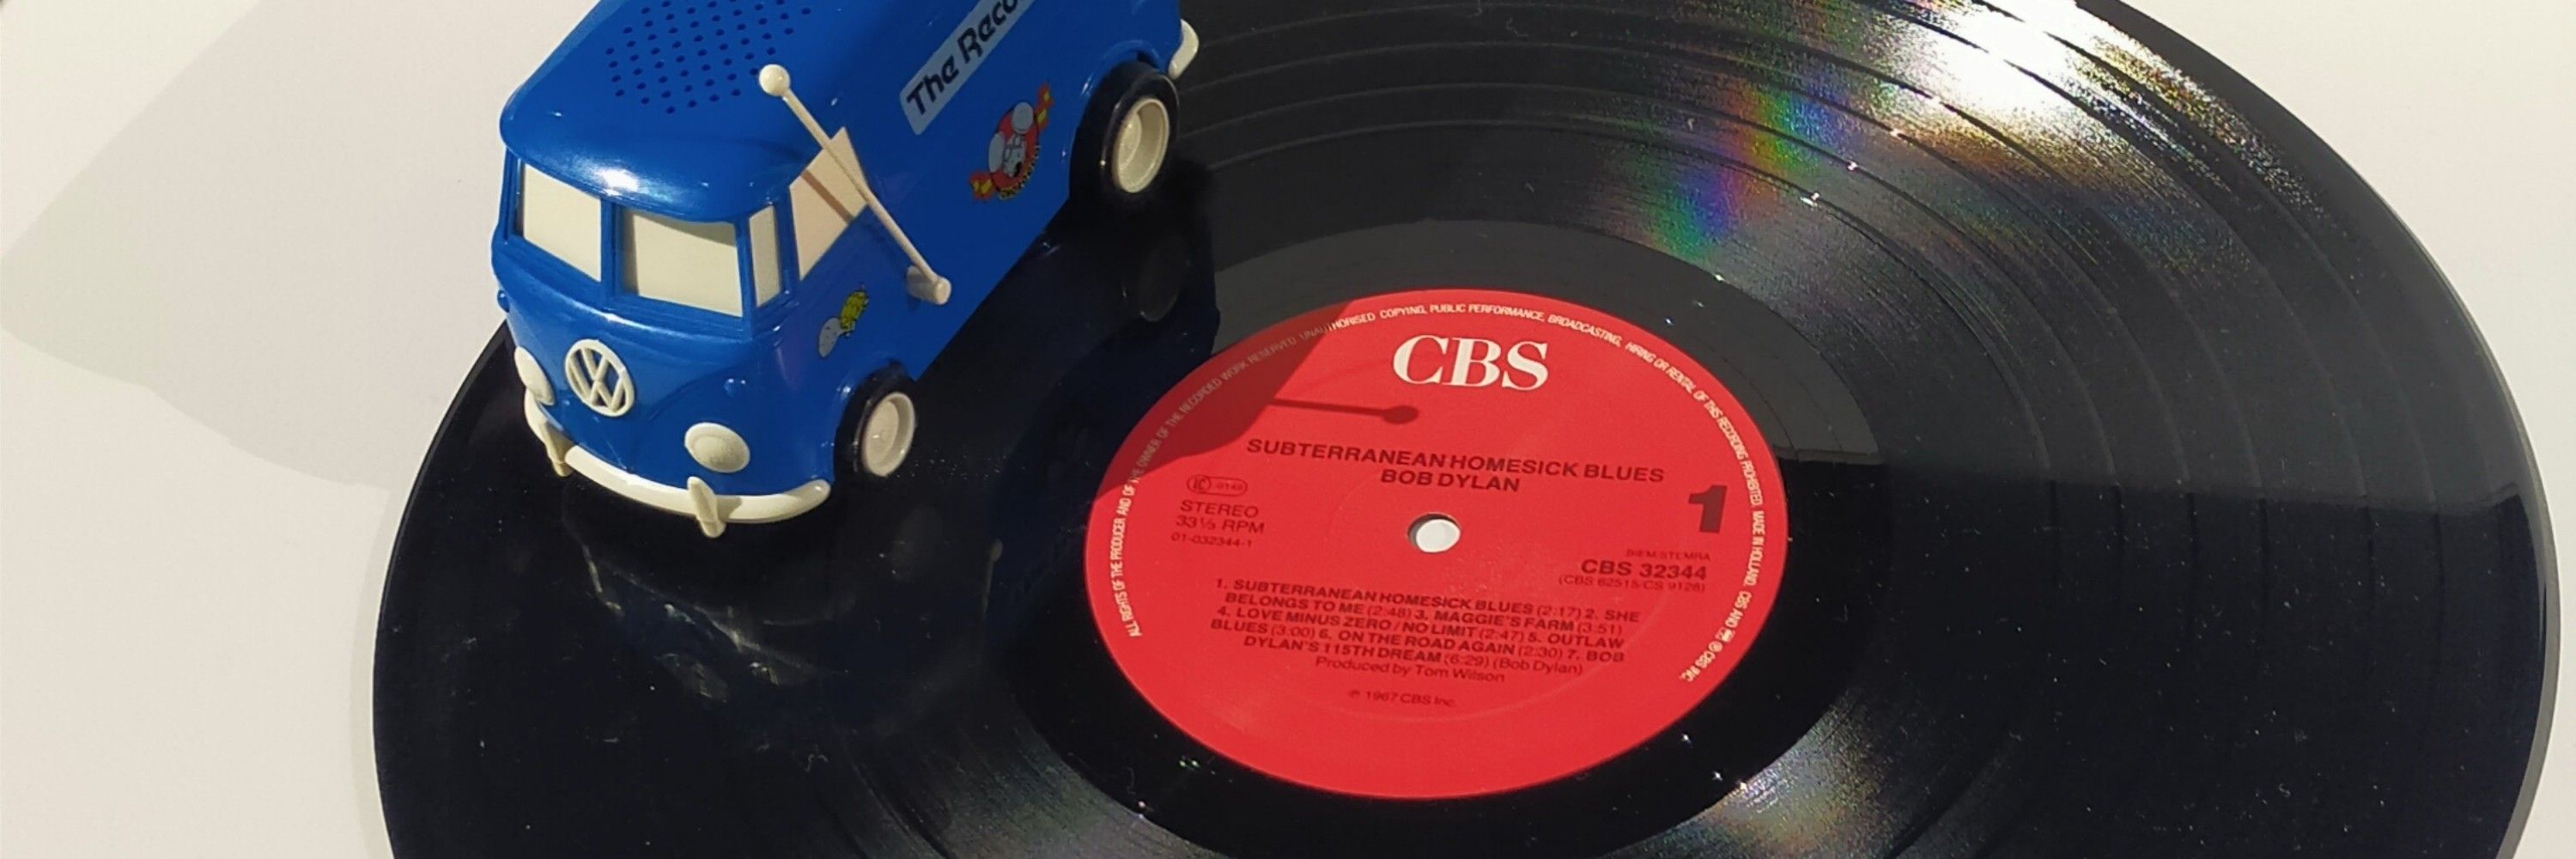 The Reco
UNAUTHORISED COPYING, PUBLIC PERFORMANCE, BROADCASTING, HIRING OR RENTAL OF THIS RECORDING PROHIBITED. MADE IN HOLLAND CBS AND ℗ CBS INC.
ALL RIGHTS OF THE PRODUCER AND OF THE OWNER OF THE RECORDED WORK RESERVED
CBS
SUBTERRANEAN HOMESICK BLUES
BOB DYLAN
STEREO
33⅓ RPM
01-032344-1
1
BIEM/STEMRA
CBS 32344
(CBS 62515/CS 9128)
1. SUBTERRANEAN HOMESICK BLUES (2:17) 2. SHE
BELONGS TO ME (2:48) 3. MAGGIE'S FARM (3:51)
4. LOVE MINUS ZERO / NO LIMIT (2:47) 5. OUTLAW
BLUES (3:00) 6. ON THE ROAD AGAIN (2:30) 7. BOB
DYLAN'S 115TH DREAM (6:29) (Bob Dylan)
Produced by Tom Wilson
℗ 1967 CBS Inc.